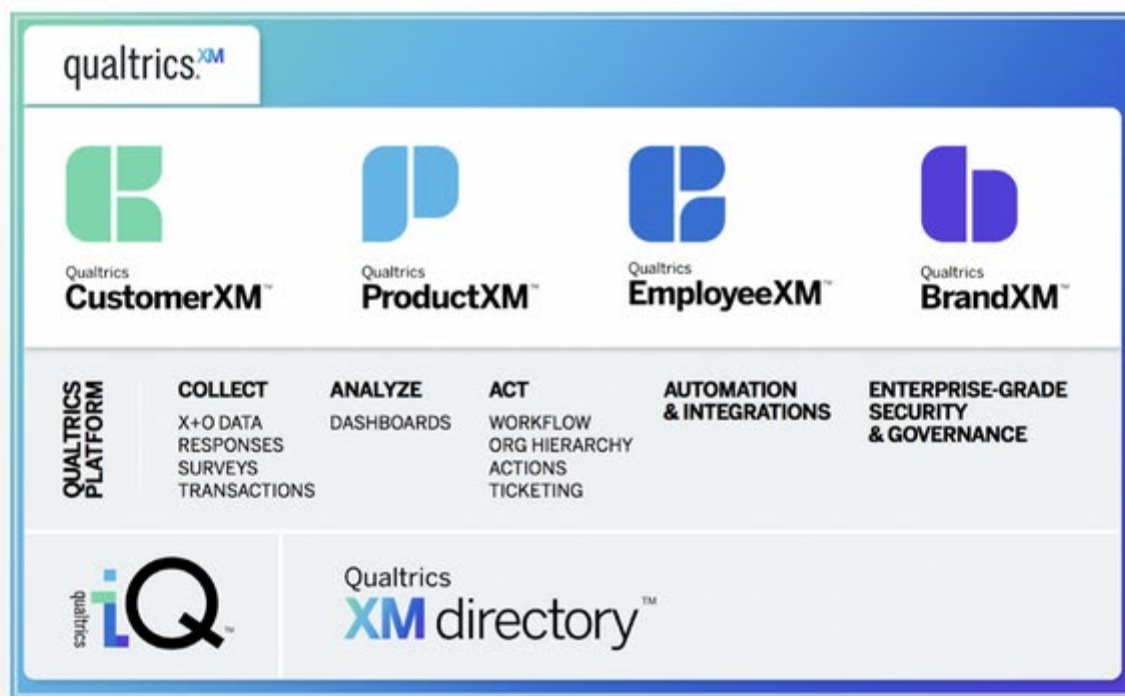 qualtrics.XM
Qualtrics
CustomerXM™
Qualtrics
ProductXM™
Qualtrics
EmployeeXM™
Qualtrics
BrandXM™
QUALTRICS
PLATFORM
COLLECT
X+O DATA
RESPONSES
SURVEYS
TRANSACTIONS
ANALYZE
DASHBOARDS
ACT
WORKFLOW
ORG HIERARCHY
ACTIONS
TICKETING
AUTOMATION
& INTEGRATIONS
ENTERPRISE-GRADE
SECURITY
& GOVERNANCE
qualtrics
iQ™
Qualtrics
XM directory™